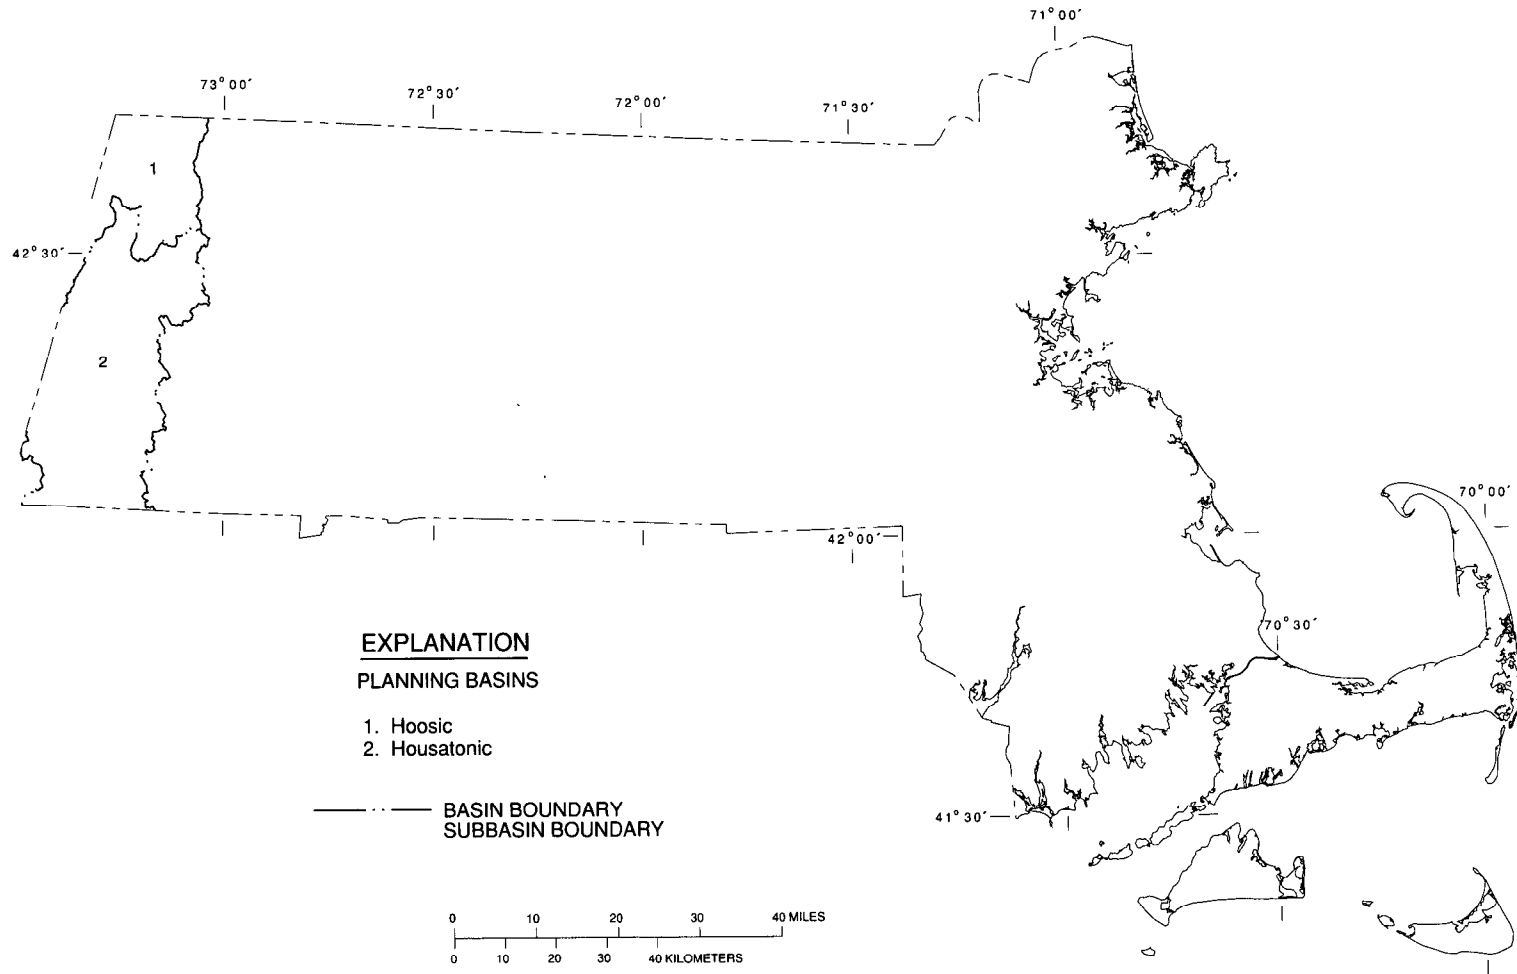 71°00′
73°00′
72°30′
72°00′
71°30′
1
42°30′
2
70°00′
42°00′
70°30′
EXPLANATION
PLANNING BASINS
1. Hoosic
2. Housatonic
BASIN BOUNDARY
SUBBASIN BOUNDARY
41°30′
0 10 20 30 40 MILES
0 10 20 30 40 KILOMETERS